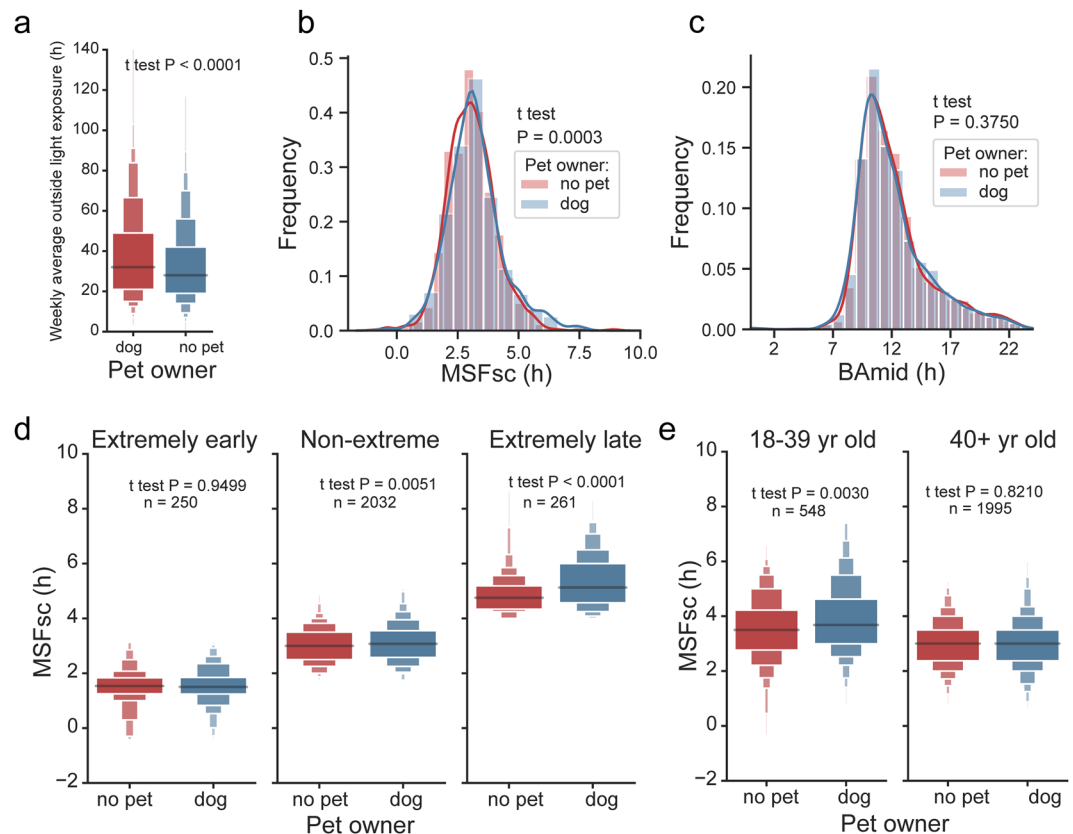 a
Weekly average outside light exposure (h)
140
120
100
80
60
40
20
0
t test P < 0.0001
dog
no pet
Pet owner
b
Frequency
0.5
0.4
0.3
0.2
0.1
0.0
t test
P = 0.0003
Pet owner:
no pet
dog
0.0
2.5
5.0
7.5
10.0
MSFsc (h)
c
Frequency
0.20
0.15
0.10
0.05
0.00
t test
P = 0.3750
Pet owner:
no pet
dog
2
7
12
17
22
BAmid (h)
d
MSFsc (h)
10
8
6
4
2
0
−2
Extremely early
t test P = 0.9499
n = 250
no pet
dog
Non-extreme
t test P = 0.0051
n = 2032
no pet
dog
Extremely late
t test P < 0.0001
n = 261
no pet
dog
Pet owner
e
MSFsc (h)
10
8
6
4
2
0
−2
18-39 yr old
t test P = 0.0030
n = 548
no pet
dog
40+ yr old
t test P = 0.8210
n = 1995
no pet
dog
Pet owner